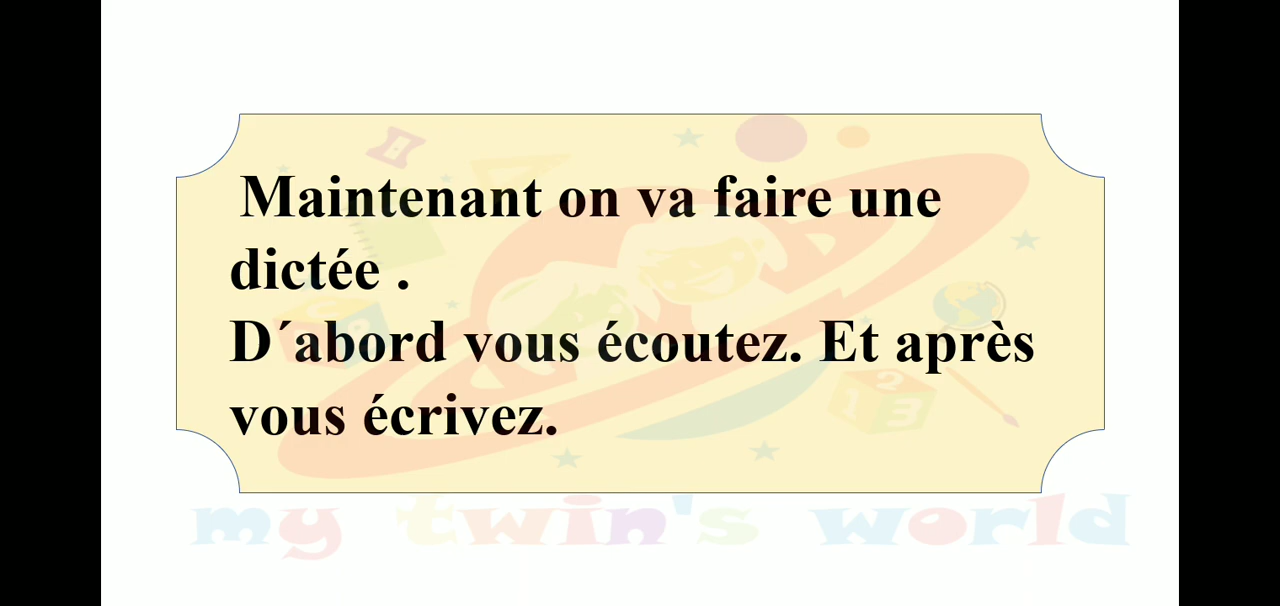 Maintenant on va faire une
dictée .
D´abord vous écoutez. Et après
vous écrivez.
my twin's world